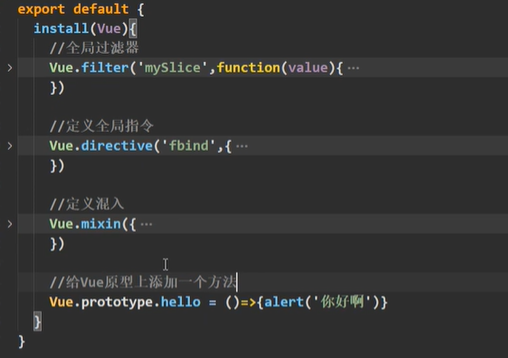 export default {
install(Vue){
//全局过滤器
Vue.filter('mySlice',function(value){ ⋯
})
//定义全局指令
Vue.directive('fbind',{ ⋯
})
//定义混入
Vue.mixin({ ⋯
})
//给Vue原型上添加一个方法
Vue.prototype.hello = ()=>{alert('你好啊')}
}
}